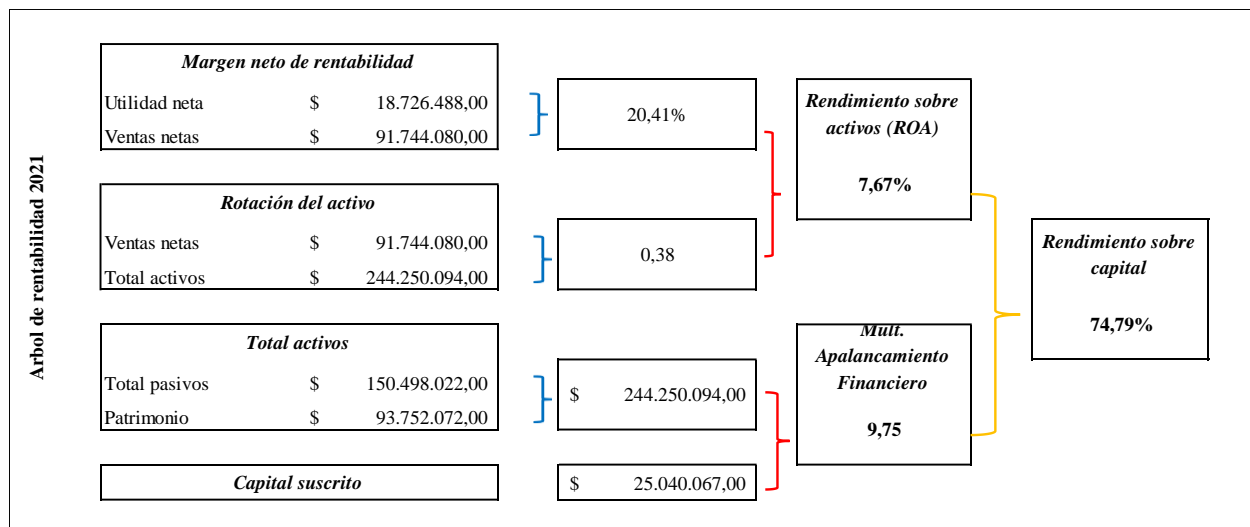 Arbol de rentabilidad 2021
Margen neto de rentabilidad
Utilidad neta $ 18.726.488,00
Ventas netas $ 91.744.080,00
20,41%
Rotación del activo
Ventas netas $ 91.744.080,00
Total activos $ 244.250.094,00
0,38
Rendimiento sobre
activos (ROA)
7,67%
Total activos
Total pasivos $ 150.498.022,00
Patrimonio $ 93.752.072,00
$ 244.250.094,00
Capital suscrito
$ 25.040.067,00
Mult.
Apalancamiento
Financiero
9,75
Rendimiento sobre
capital
74,79%